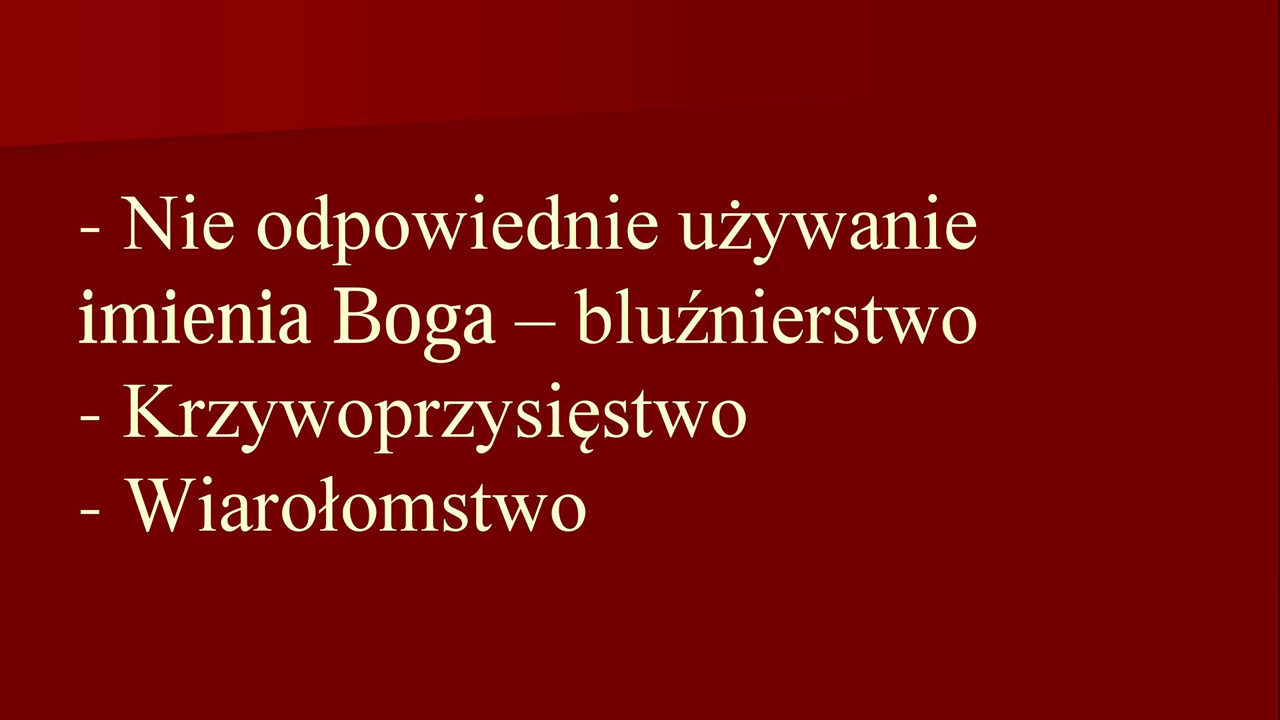 - Nie odpowiednie używanie
imienia Boga – bluźnierstwo
- Krzywoprzysięstwo
- Wiarołomstwo